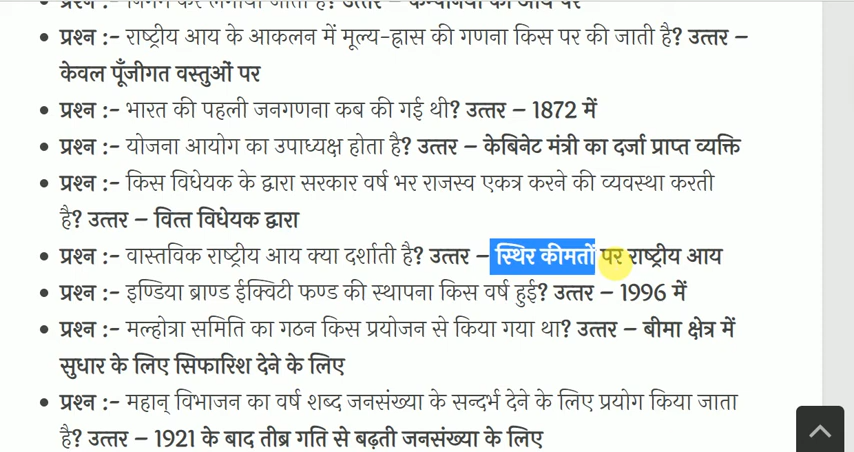 प्रश्न :- राष्ट्रीय आय के आकलन में मूल्य-ह्रास की गणना किस पर की जाती है? उत्तर –
केवल पूँजीगत वस्तुओं पर
प्रश्न :- भारत की पहली जनगणना कब की गई थी? उत्तर – 1872 में
प्रश्न :- योजना आयोग का उपाध्यक्ष होता है? उत्तर – केबिनेट मंत्री का दर्जा प्राप्त व्यक्ति
प्रश्न :- किस विधेयक के द्वारा सरकार वर्ष भर राजस्व एकत्र करने की व्यवस्था करती
है? उत्तर – वित्त विधेयक द्वारा
प्रश्न :- वास्तविक राष्ट्रीय आय क्या दर्शाती है? उत्तर – स्थिर कीमतों पर राष्ट्रीय आय
प्रश्न :- इण्डिया ब्राण्ड ईक्विटी फण्ड की स्थापना किस वर्ष हुई? उत्तर – 1996 में
प्रश्न :- मल्होत्रा समिति का गठन किस प्रयोजन से किया गया था? उत्तर – बीमा क्षेत्र में
सुधार के लिए सिफारिश देने के लिए
प्रश्न :- महान् विभाजन का वर्ष शब्द जनसंख्या के सन्दर्भ देने के लिए प्रयोग किया जाता
है? उत्तर – 1921 के बाद तीव्र गति से बढ़ती जनसंख्या के लिए